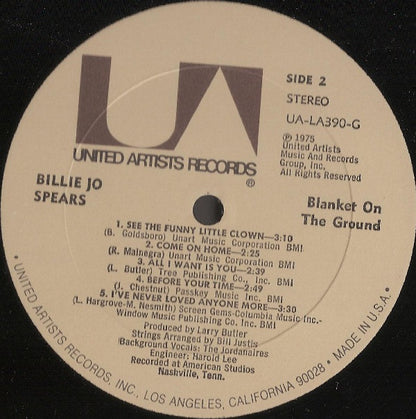 UA
UNITED ARTISTS RECORDS
®
SIDE 2
STEREO
UA-LA390-G
℗ 1975
United Artists
Music And Records
Group, Inc.
All Rights Reserved
BILLIE JO
SPEARS
Blanket On
The Ground
1. SEE THE FUNNY LITTLE CLOWN—3:10
(B. Goldsboro) Unart Music Corporation BMI
2. COME ON HOME—2:25
(R. Mainegra) Unart Music Corporation BMI
3. ALL I WANT IS YOU—2:39
(L. Butler) Tree Publishing Co., Inc. BMI
4. BEFORE YOUR TIME—2:49
(J. Chestnut) Passkey Music Inc. BMI
5. I'VE NEVER LOVED ANYONE MORE—3:30
(L. Hargrove-M. Nesmith) Screen Gems-Columbia Music Inc.-
Window Music Publishing Co. Inc. BMI
Produced by Larry Butler
Strings Arranged by Bill Justis
(Background Vocals: The Jordanaires
Engineer: Harold Lee
Recorded at American Studios
Nashville, Tenn.
• UNITED ARTISTS RECORDS, INC., LOS ANGELES, CALIFORNIA 90028 • MADE IN U.S.A. •